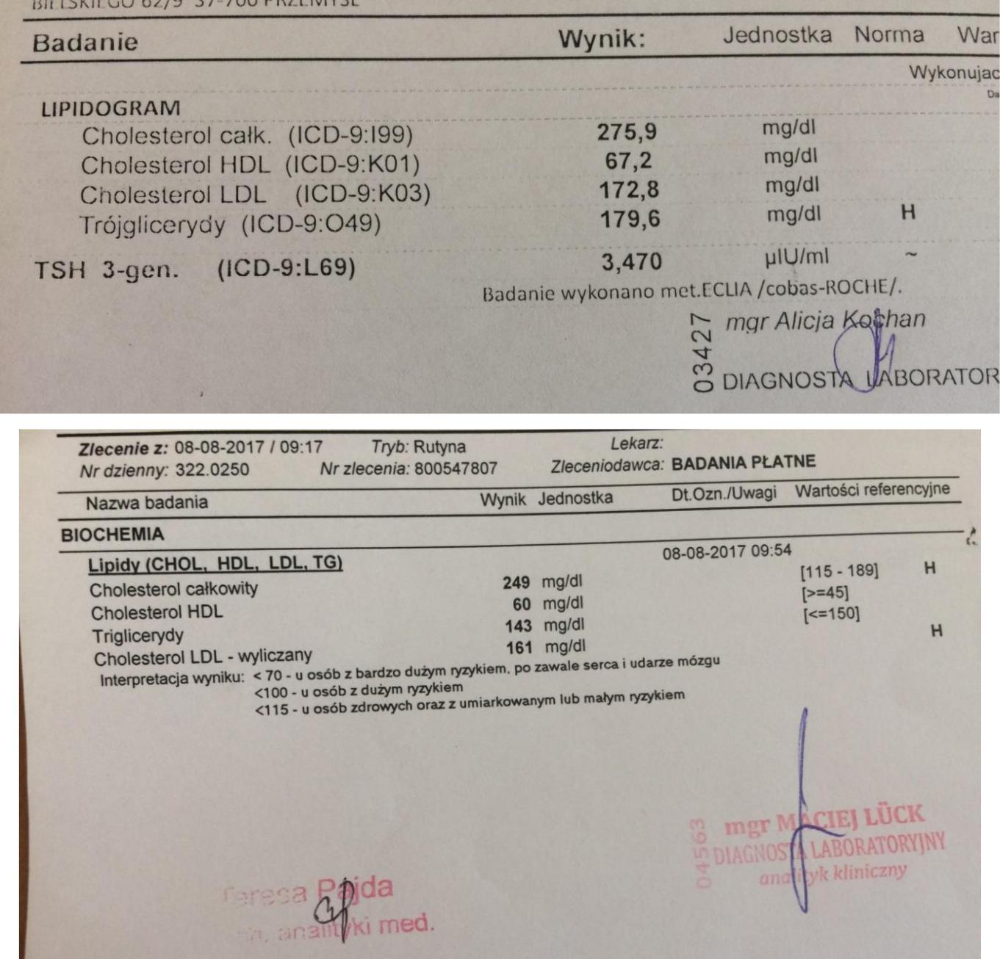 BIELSKIEGO 62/9 37-700 PRZEMYŚL
Badanie Wynik: Jednostka Norma War
Wykonujac
Da
LIPIDOGRAM
Cholesterol całk. (ICD-9:I99) 275,9 mg/dl
Cholesterol HDL (ICD-9:K01) 67,2 mg/dl
Cholesterol LDL (ICD-9:K03) 172,8 mg/dl
Trójglicerydy (ICD-9:O49) 179,6 mg/dl H
TSH 3-gen. (ICD-9:L69) 3,470 µIU/ml ~
Badanie wykonano met.ECLIA /cobas-ROCHE/.
03427
mgr Alicja Kochan
DIAGNOSTA LABORATOR
Zlecenie z: 08-08-2017 / 09:17 Tryb: Rutyna Lekarz:
Nr dzienny: 322.0250 Nr zlecenia: 800547807 Zleceniodawca: BADANIA PŁATNE
Nazwa badania Wynik Jednostka Dt.Ozn./Uwagi Wartości referencyjne
BIOCHEMIA
Lipidy (CHOL, HDL, LDL, TG) 08-08-2017 09:54
Cholesterol całkowity 249 mg/dl [115 - 189] H
Cholesterol HDL 60 mg/dl [>=45]
Triglicerydy 143 mg/dl [<=150]
Cholesterol LDL - wyliczany 161 mg/dl H
Interpretacja wyniku: < 70 - u osób z bardzo dużym ryzykiem, po zawale serca i udarze mózgu
<100 - u osób z dużym ryzykiem
<115 - u osób zdrowych oraz z umiarkowanym lub małym ryzykiem
04563
mgr MACIEJ LÜCK
DIAGNOSTA LABORATORYJNY
analityk kliniczny
Teresa Pajda
analityki med.